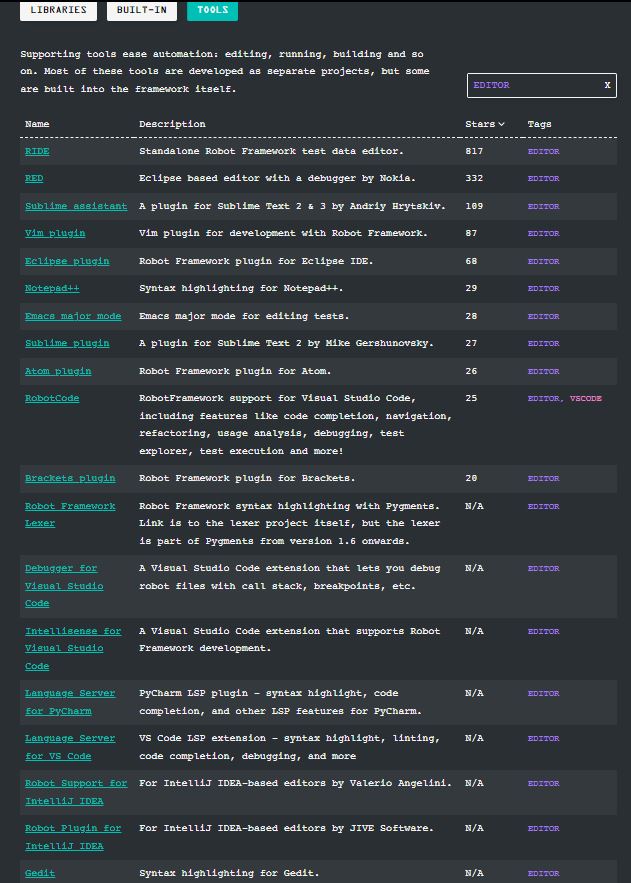 LIBRARIES BUILT-IN TOOLS
Supporting tools ease automation: editing, running, building and so
on. Most of these tools are developed as separate projects, but some
are built into the framework itself.
EDITOR X
Name Description Stars Tags
RIDE Standalone Robot Framework test data editor. 817 EDITOR
RED Eclipse based editor with a debugger by Nokia. 332 EDITOR
Sublime assistant A plugin for Sublime Text 2 & 3 by Andriy Hrytskiv. 109 EDITOR
Vim plugin Vim plugin for development with Robot Framework. 87 EDITOR
Eclipse plugin Robot Framework plugin for Eclipse IDE. 68 EDITOR
Notepad++ Syntax highlighting for Notepad++. 29 EDITOR
Emacs major mode Emacs major mode for editing tests. 28 EDITOR
Sublime plugin A plugin for Sublime Text 2 by Mike Gershunovsky. 27 EDITOR
Atom plugin Robot Framework plugin for Atom. 26 EDITOR
RobotCode RobotFramework support for Visual Studio Code, 25 EDITOR, VSCODE
including features like code completion, navigation,
refactoring, usage analysis, debugging, test
explorer, test execution and more!
Brackets plugin Robot Framework plugin for Brackets. 20 EDITOR
Robot Framework Robot Framework syntax highlighting with Pygments. N/A EDITOR
Lexer Link is to the lexer project itself, but the lexer
is part of Pygments from version 1.6 onwards.
Debugger for A Visual Studio Code extension that lets you debug N/A EDITOR
Visual Studio robot files with call stack, breakpoints, etc.
Code
Intellisense for A Visual Studio Code extension that supports Robot N/A EDITOR
Visual Studio Framework development.
Code
Language Server PyCharm LSP plugin - syntax highlight, code N/A EDITOR
for PyCharm completion, and other LSP features for PyCharm.
Language Server VS Code LSP extension - syntax highlight, linting, N/A EDITOR
for VS Code code completion, debugging, and more
Robot Support for For IntelliJ IDEA-based editors by Valerio Angelini. N/A EDITOR
IntelliJ IDEA
Robot Plugin for For IntelliJ IDEA-based editors by JIVE Software. N/A EDITOR
IntelliJ IDEA
Gedit Syntax highlighting for Gedit. N/A EDITOR